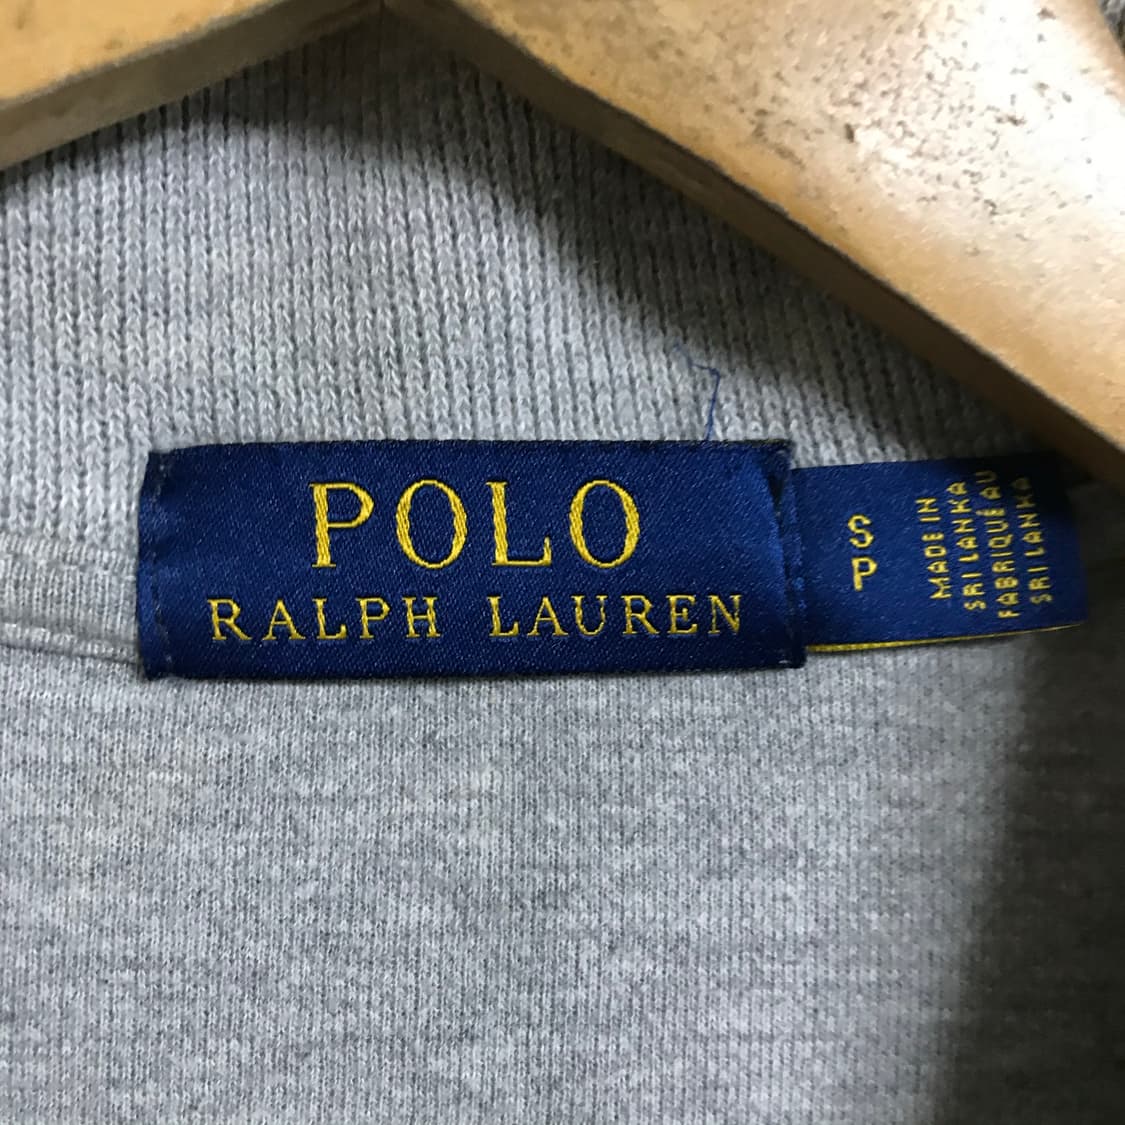 POLO
RALPH LAUREN
S
P
MADE IN
SRI LANKA
FABRIQUÉ AU
SRI LANKA